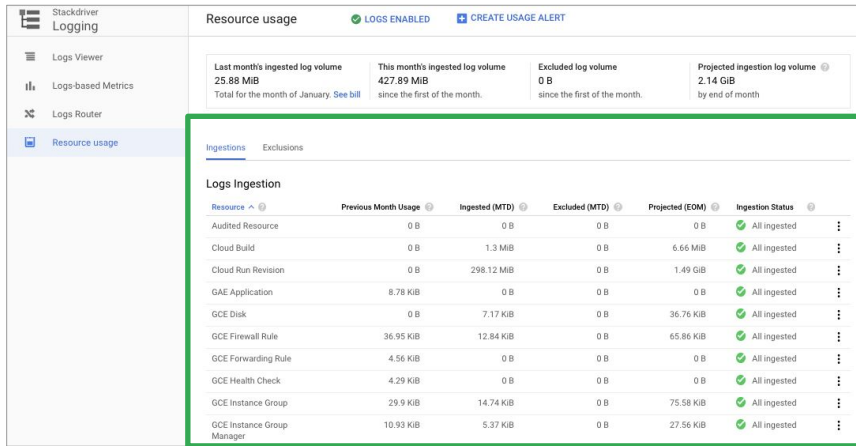 Stackdriver
Logging
Logs Viewer
Logs-based Metrics
Logs Router
Resource usage
Resource usage LOGS ENABLED CREATE USAGE ALERT
Last month's ingested log volume This month's ingested log volume Excluded log volume Projected ingestion log volume
25.88 MiB 427.89 MiB 0 B 2.14 GiB
Total for the month of January. See bill since the first of the month. since the first of the month. by end of month
Ingestions Exclusions
Logs Ingestion
Resource Previous Month Usage Ingested (MTD) Excluded (MTD) Projected (EOM) Ingestion Status
Audited Resource 0 B 0 B 0 B 0 B All ingested
Cloud Build 0 B 1.3 MiB 0 B 6.66 MiB All ingested
Cloud Run Revision 0 B 298.12 MiB 0 B 1.49 GiB All ingested
GAE Application 8.78 KiB 0 B 0 B 0 B All ingested
GCE Disk 0 B 7.17 KiB 0 B 36.76 KiB All ingested
GCE Firewall Rule 36.95 KiB 12.84 KiB 0 B 65.86 KiB All ingested
GCE Forwarding Rule 4.56 KiB 0 B 0 B 0 B All ingested
GCE Health Check 4.29 KiB 0 B 0 B 0 B All ingested
GCE Instance Group 29.9 KiB 14.74 KiB 0 B 75.58 KiB All ingested
GCE Instance Group 10.93 KiB 5.37 KiB 0 B 27.56 KiB All ingested
Manager